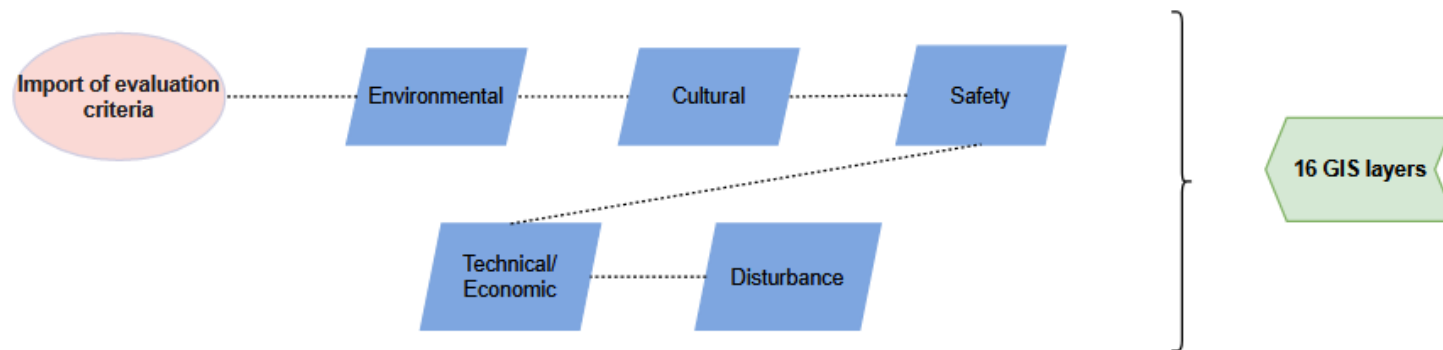 Import of evaluation
criteria
Environmental
Cultural
Safety
Technical/
Economic
Disturbance
16 GIS layers